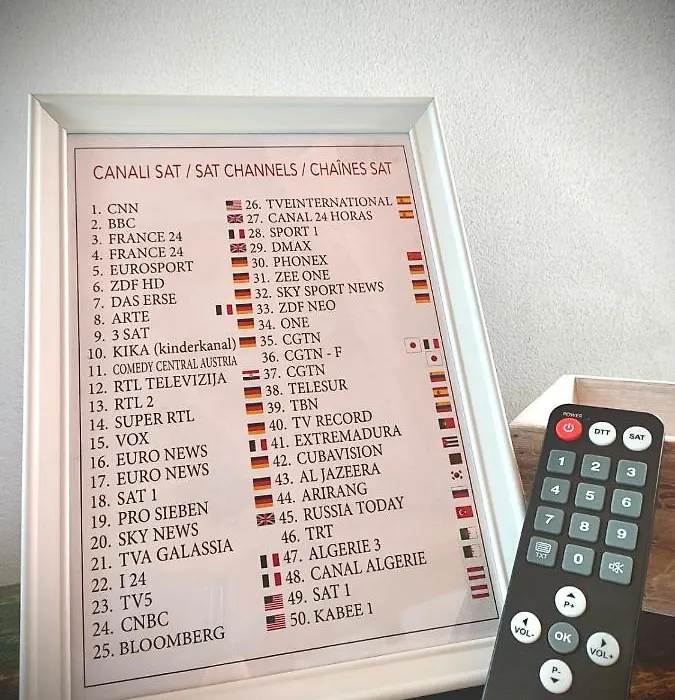 CANALI SAT / SAT CHANNELS / CHAÎNES SAT
1. CNN
2. BBC
3. FRANCE 24
4. FRANCE 24
5. EUROSPORT
6. ZDF HD
7. DAS ERSE
8. ARTE
9. 3 SAT
10. KIKA (kinderkanal)
11. COMEDY CENTRAL AUSTRIA
12. RTL TELEVIZIJA
13. RTL 2
14. SUPER RTL
15. VOX
16. EURO NEWS
17. EURO NEWS
18. SAT 1
19. PRO SIEBEN
20. SKY NEWS
21. TVA GALASSIA
22. I 24
23. TV5
24. CNBC
25. BLOOMBERG
26. TVEINTERNATIONAL
27. CANAL 24 HORAS
28. SPORT 1
29. DMAX
30. PHONEX
31. ZEE ONE
32. SKY SPORT NEWS
33. ZDF NEO
34. ONE
35. CGTN
36. CGTN - F
37. CGTN
38. TELESUR
39. TBN
40. TV RECORD
41. EXTREMADURA
42. CUBAVISION
43. AL JAZEERA
44. ARIRANG
45. RUSSIA TODAY
46. TRT
47. ALGERIE 3
48. CANAL ALGERIE
49. SAT 1
50. KABEE 1
POWER
DTT SAT
1 2 3
4 5 6
7 8 9
TXT 0
P+
VOL- OK VOL+
P-